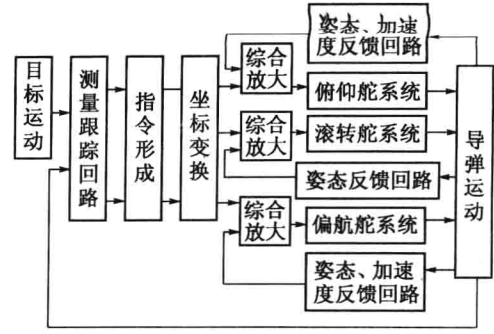 姿态、加速
度反馈回路
目标运动
测量跟踪回路
指令形成
坐标变换
综合
放大
俯仰舵系统
综合
放大
滚转舵系统
导弹运动
姿态反馈回路
综合
放大
偏航舵系统
姿态、加速
度反馈回路